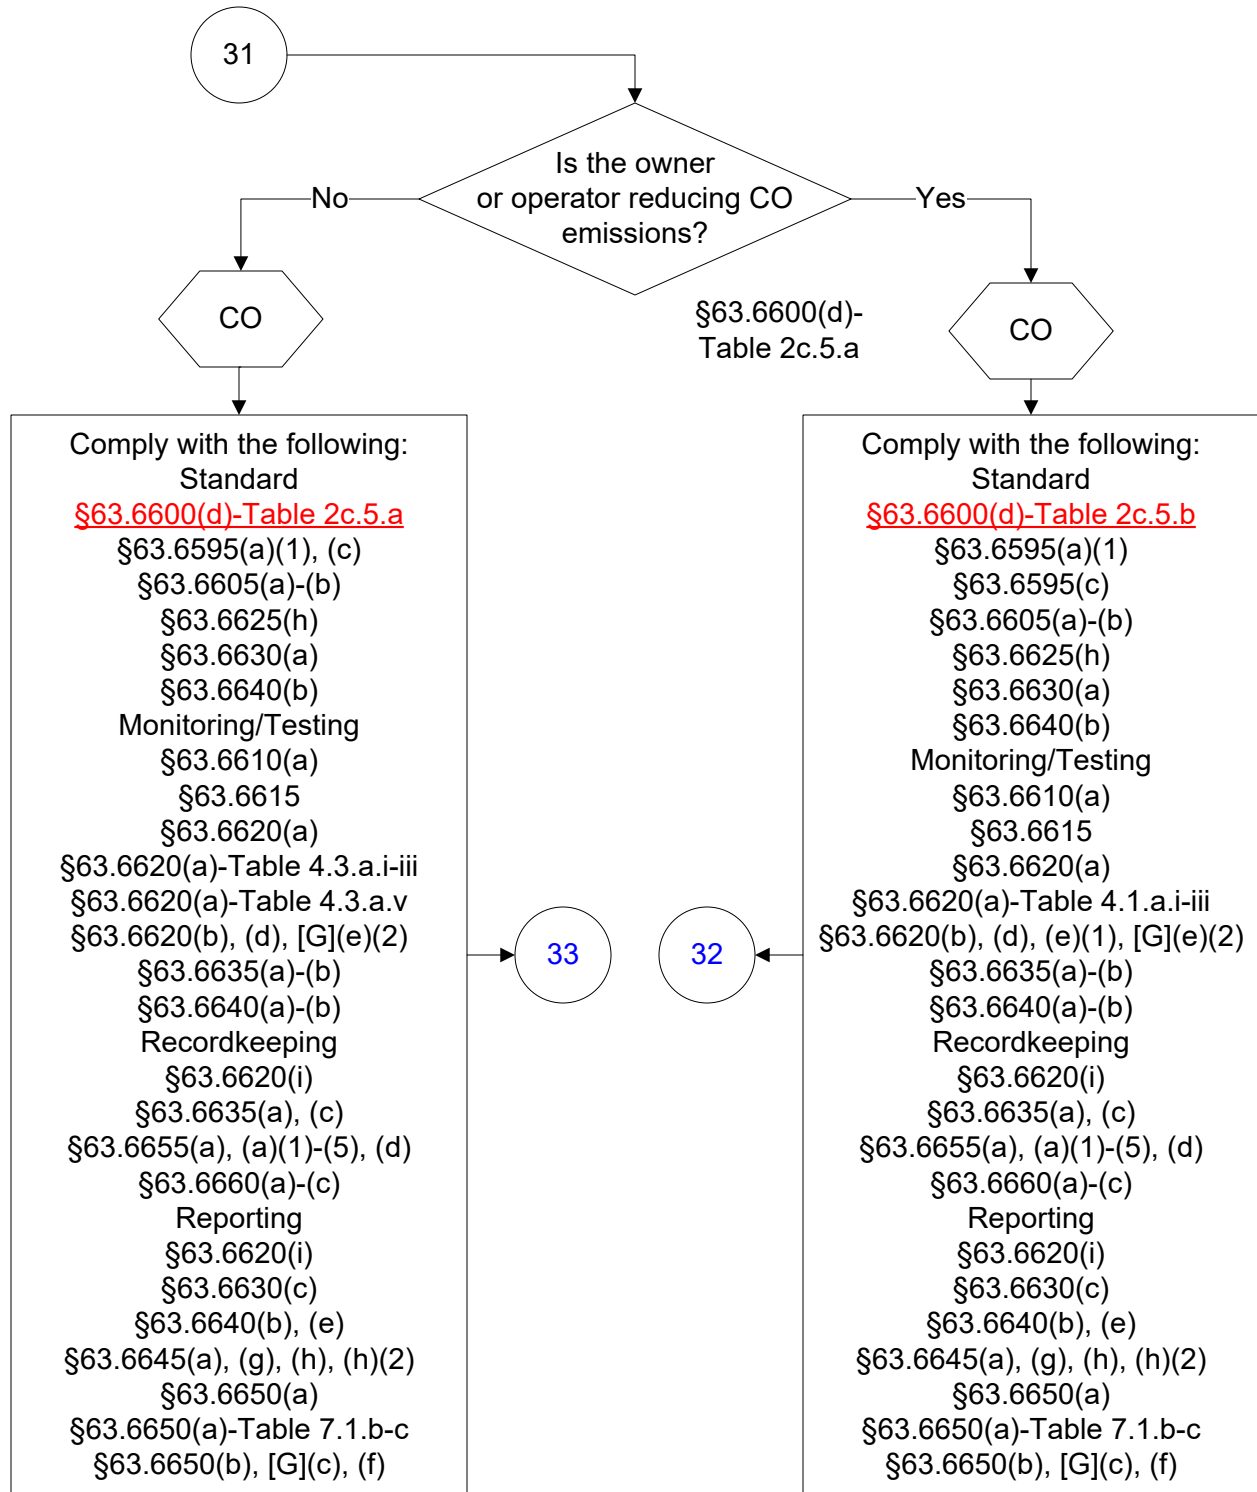 31
Is the owner
or operator reducing CO
emissions?
No
Yes
§63.6600(d)-
Table 2c.5.a
CO
CO
Comply with the following:
Standard
§63.6600(d)-Table 2c.5.a
§63.6595(a)(1), (c)
§63.6605(a)-(b)
§63.6625(h)
§63.6630(a)
§63.6640(b)
Monitoring/Testing
§63.6610(a)
§63.6615
§63.6620(a)
§63.6620(a)-Table 4.3.a.i-iii
§63.6620(a)-Table 4.3.a.v
§63.6620(b), (d), [G](e)(2)
§63.6635(a)-(b)
§63.6640(a)-(b)
Recordkeeping
§63.6620(i)
§63.6635(a), (c)
§63.6655(a), (a)(1)-(5), (d)
§63.6660(a)-(c)
Reporting
§63.6620(i)
§63.6630(c)
§63.6640(b), (e)
§63.6645(a), (g), (h), (h)(2)
§63.6650(a)
§63.6650(a)-Table 7.1.b-c
§63.6650(b), [G](c), (f)
33
32
Comply with the following:
Standard
§63.6600(d)-Table 2c.5.b
§63.6595(a)(1)
§63.6595(c)
§63.6605(a)-(b)
§63.6625(h)
§63.6630(a)
§63.6640(b)
Monitoring/Testing
§63.6610(a)
§63.6615
§63.6620(a)
§63.6620(a)-Table 4.1.a.i-iii
§63.6620(b), (d), (e)(1), [G](e)(2)
§63.6635(a)-(b)
§63.6640(a)-(b)
Recordkeeping
§63.6620(i)
§63.6635(a), (c)
§63.6655(a), (a)(1)-(5), (d)
§63.6660(a)-(c)
Reporting
§63.6620(i)
§63.6630(c)
§63.6640(b), (e)
§63.6645(a), (g), (h), (h)(2)
§63.6650(a)
§63.6650(a)-Table 7.1.b-c
§63.6650(b), [G](c), (f)